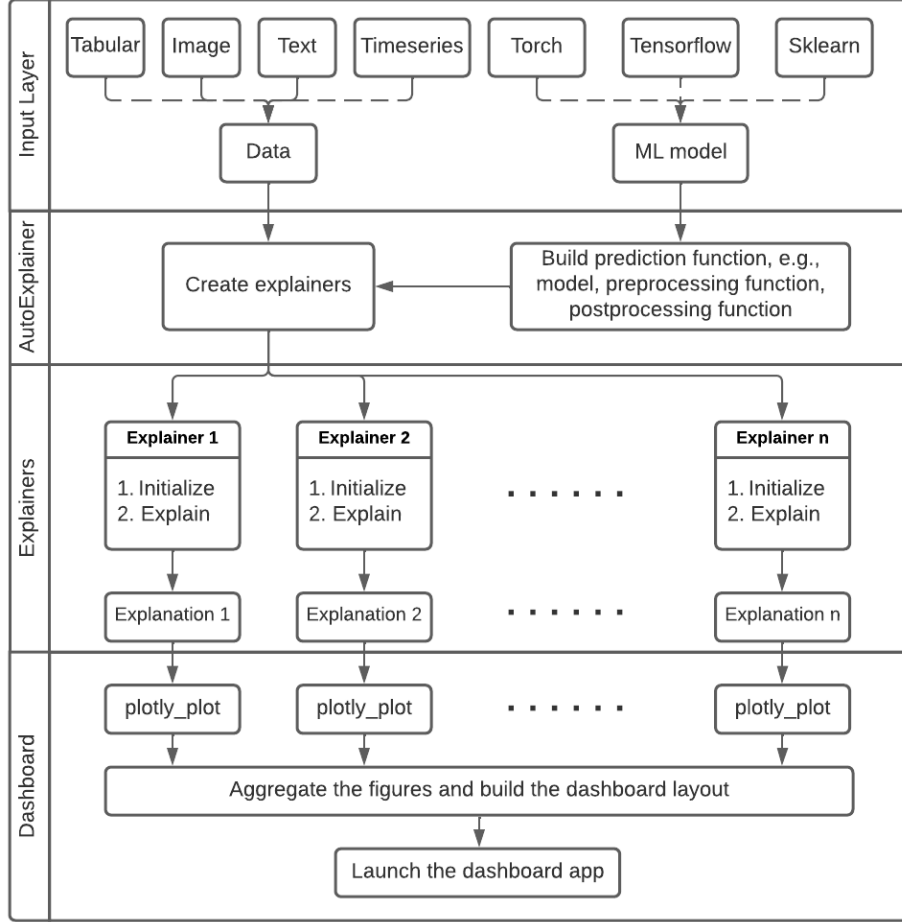 Input Layer
Tabular
Image
Text
Timeseries
Torch
Tensorflow
Sklearn
Data
ML model
AutoExplainer
Create explainers
Build prediction function, e.g.,
model, preprocessing function,
postprocessing function
Explainers
Explainer 1
1. Initialize
2. Explain
Explainer 2
1. Initialize
2. Explain
Explainer n
1. Initialize
2. Explain
Explanation 1
Explanation 2
Explanation n
Dashboard
plotly_plot
plotly_plot
plotly_plot
Aggregate the figures and build the dashboard layout
Launch the dashboard app